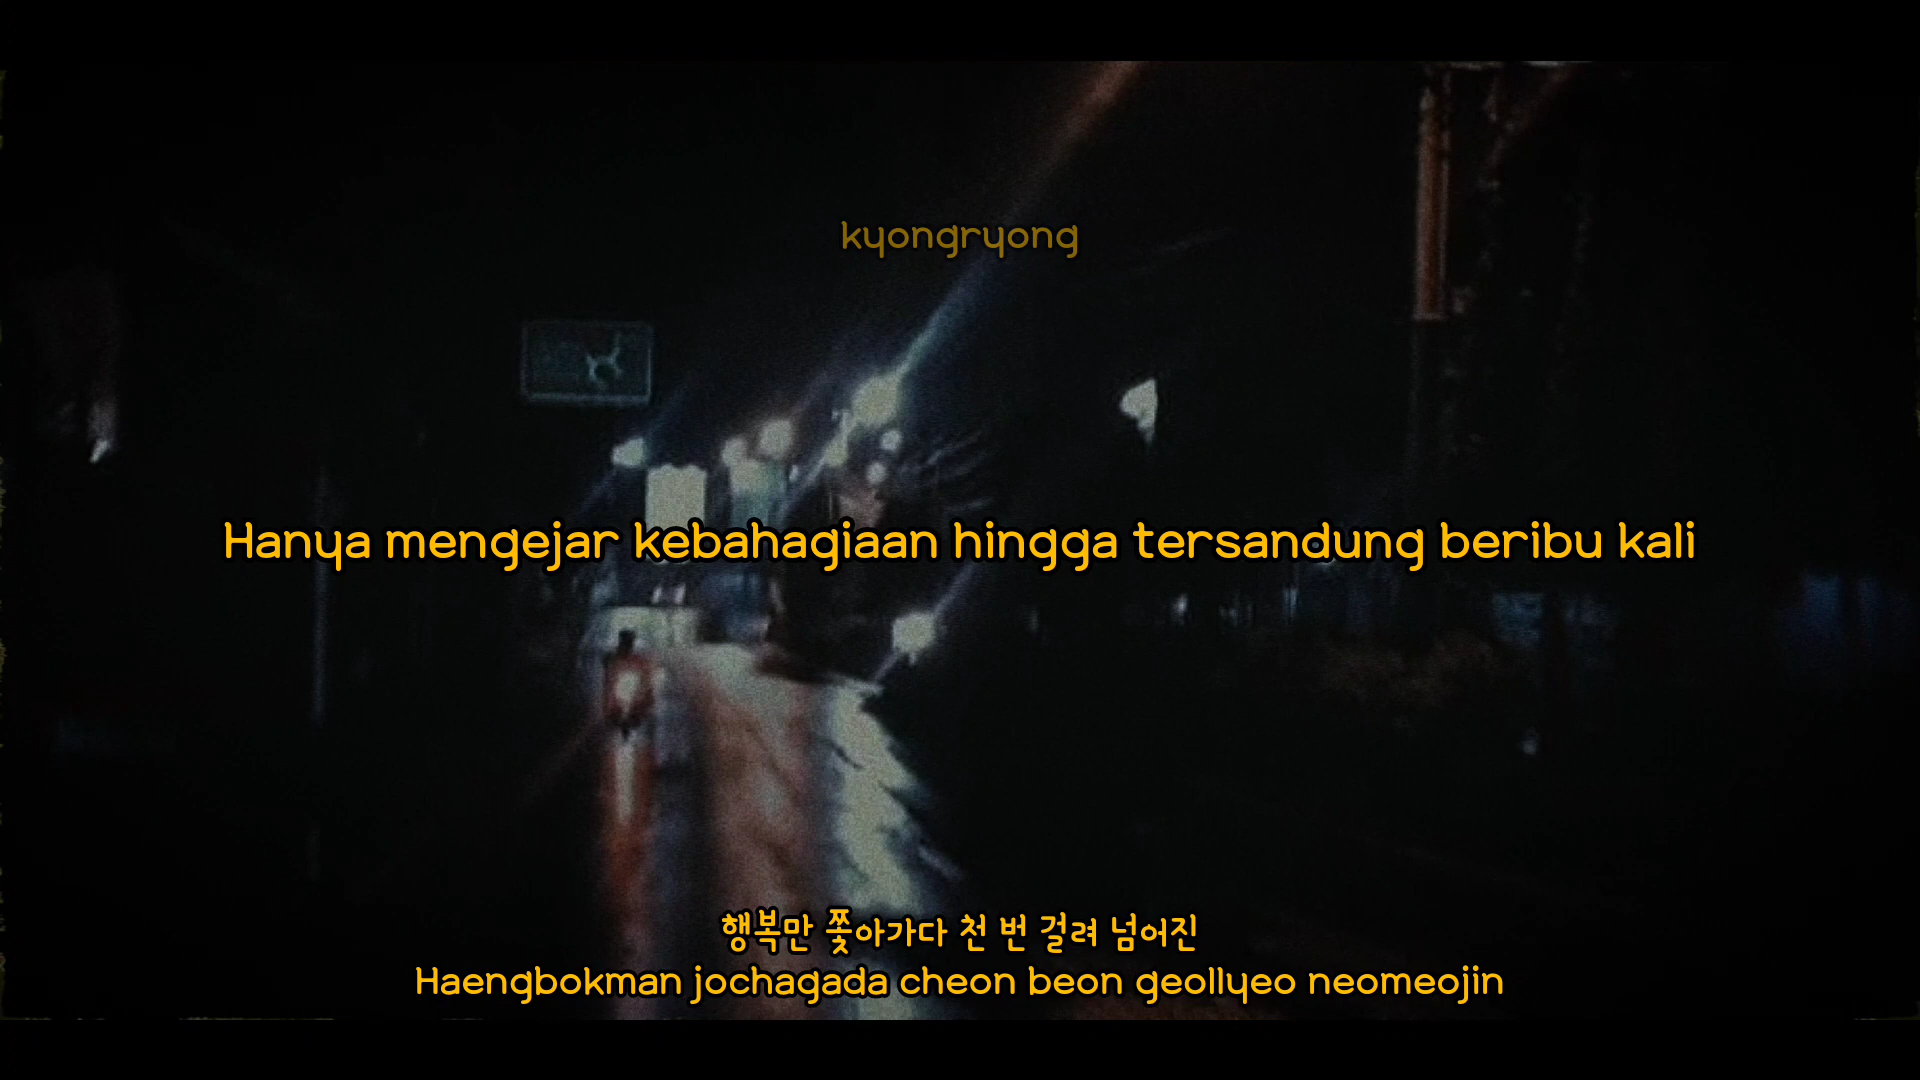 kyongryong
Hanya mengejar kebahagiaan hingga tersandung beribu kali
행복만 쫓아가다 천 번 걸려 넘어진
Haengbokman jochagada cheon beon geollyeo neomeojin